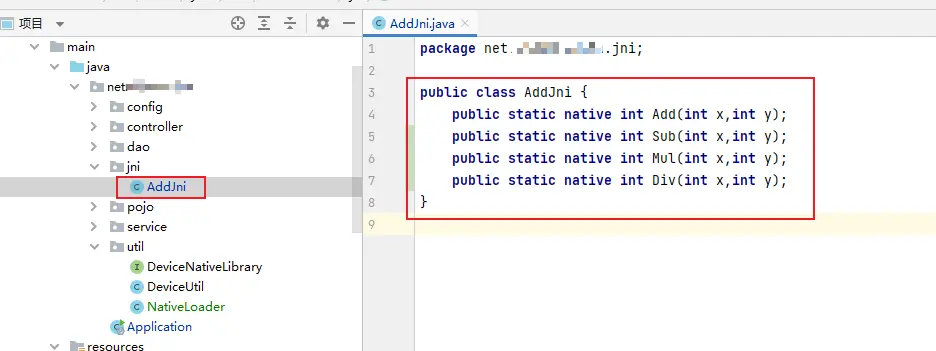 项目
AddJni.java
main
java
net
config
controller
dao
jni
AddJni
pojo
service
util
DeviceNativeLibrary
DeviceUtil
NativeLoader
Application
resources
1 package net. .jni;
2
3 public class AddJni {
4 public static native int Add(int x,int y);
5 public static native int Sub(int x,int y);
6 public static native int Mul(int x,int y);
7 public static native int Div(int x,int y);
8 }
9